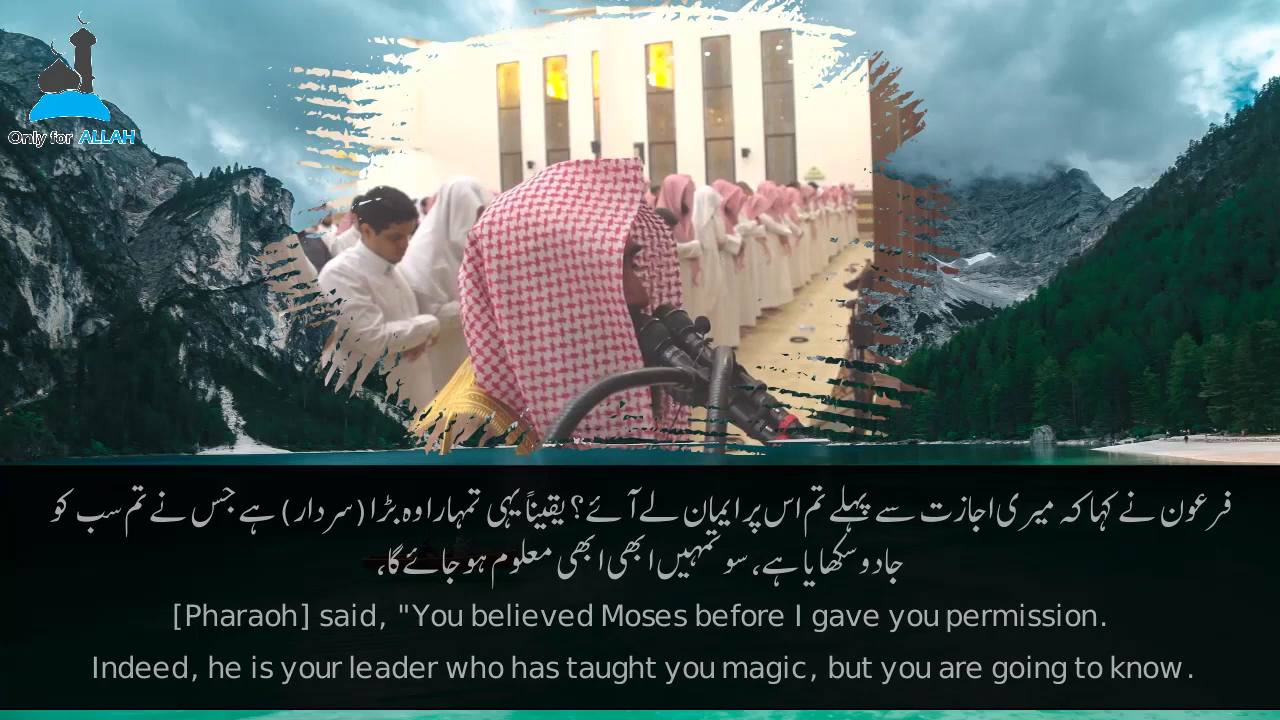 Only for ALLAH
فرعون نے کہا کہ میری اجازت سے پہلے تم اس پر ایمان لے آئے؟ یقیناً یہی تمہارا وہ بڑا (سردار) ہے جس نے تم سب کو
جادو سکھایا ہے، سو تمہیں ابھی ابھی معلوم ہو جائے گا،
[Pharaoh] said, "You believed Moses before I gave you permission.
Indeed, he is your leader who has taught you magic, but you are going to know.